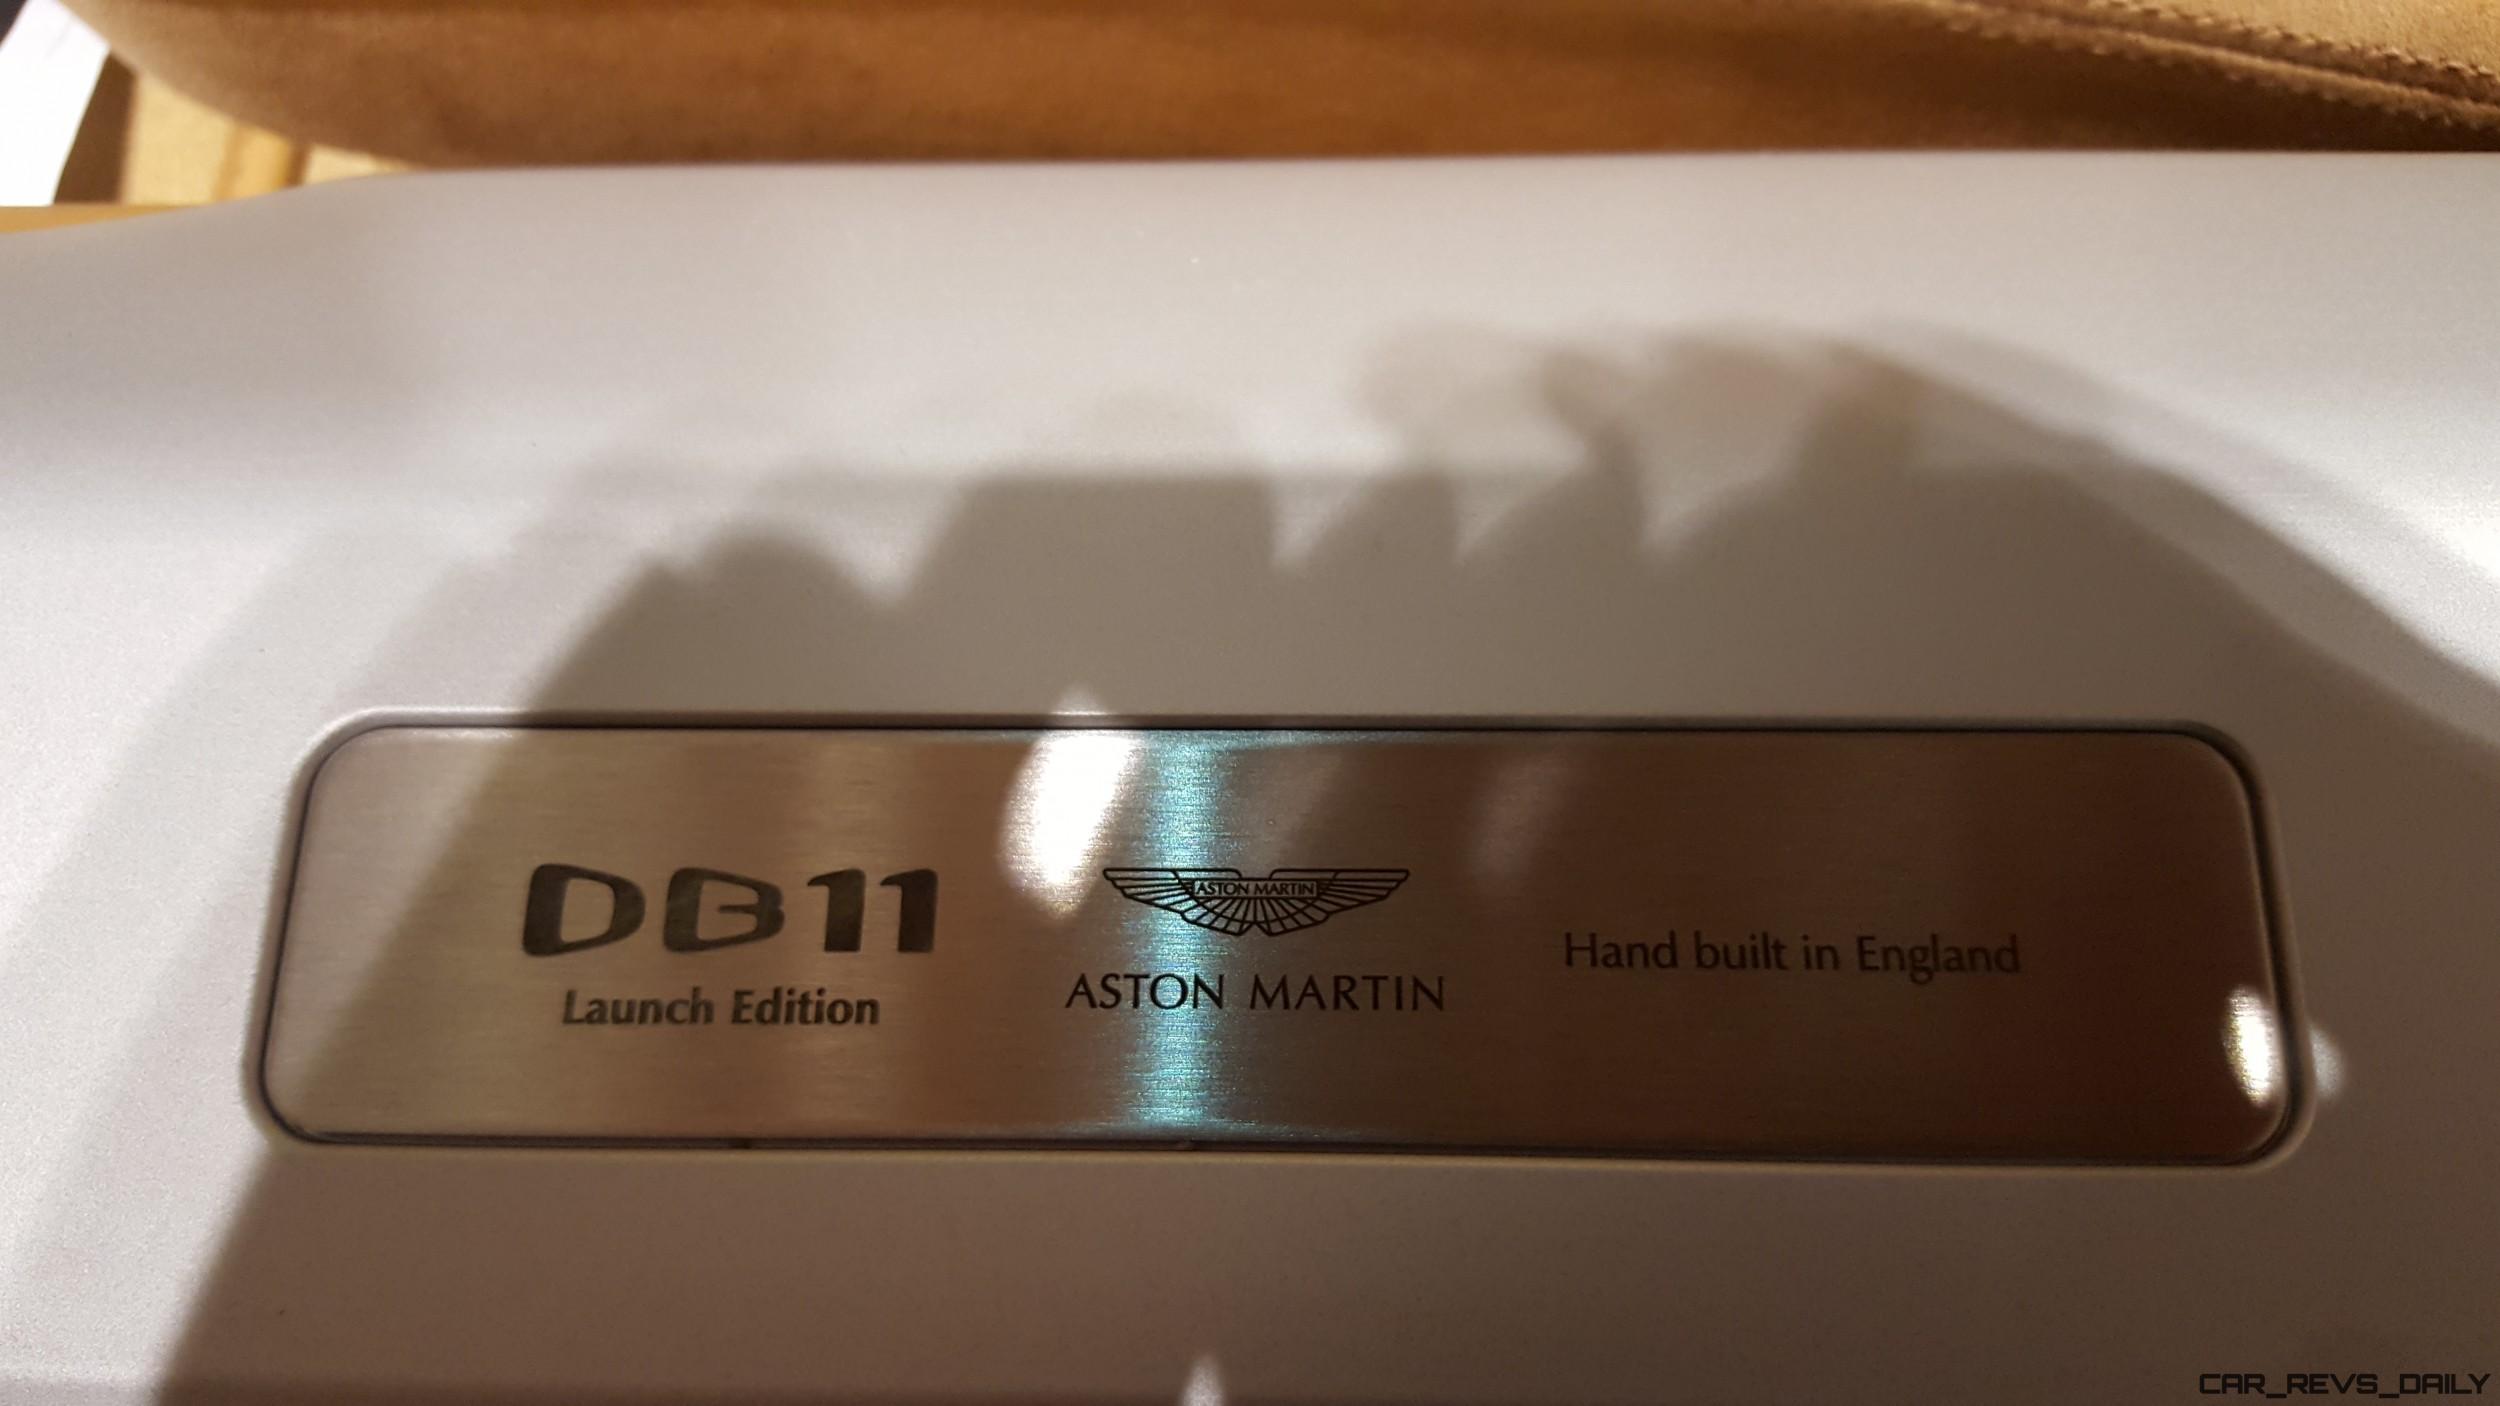 DB11
Launch Edition
ASTON MARTIN
ASTON MARTIN
Hand built in England
CAR_REVS_DAILY